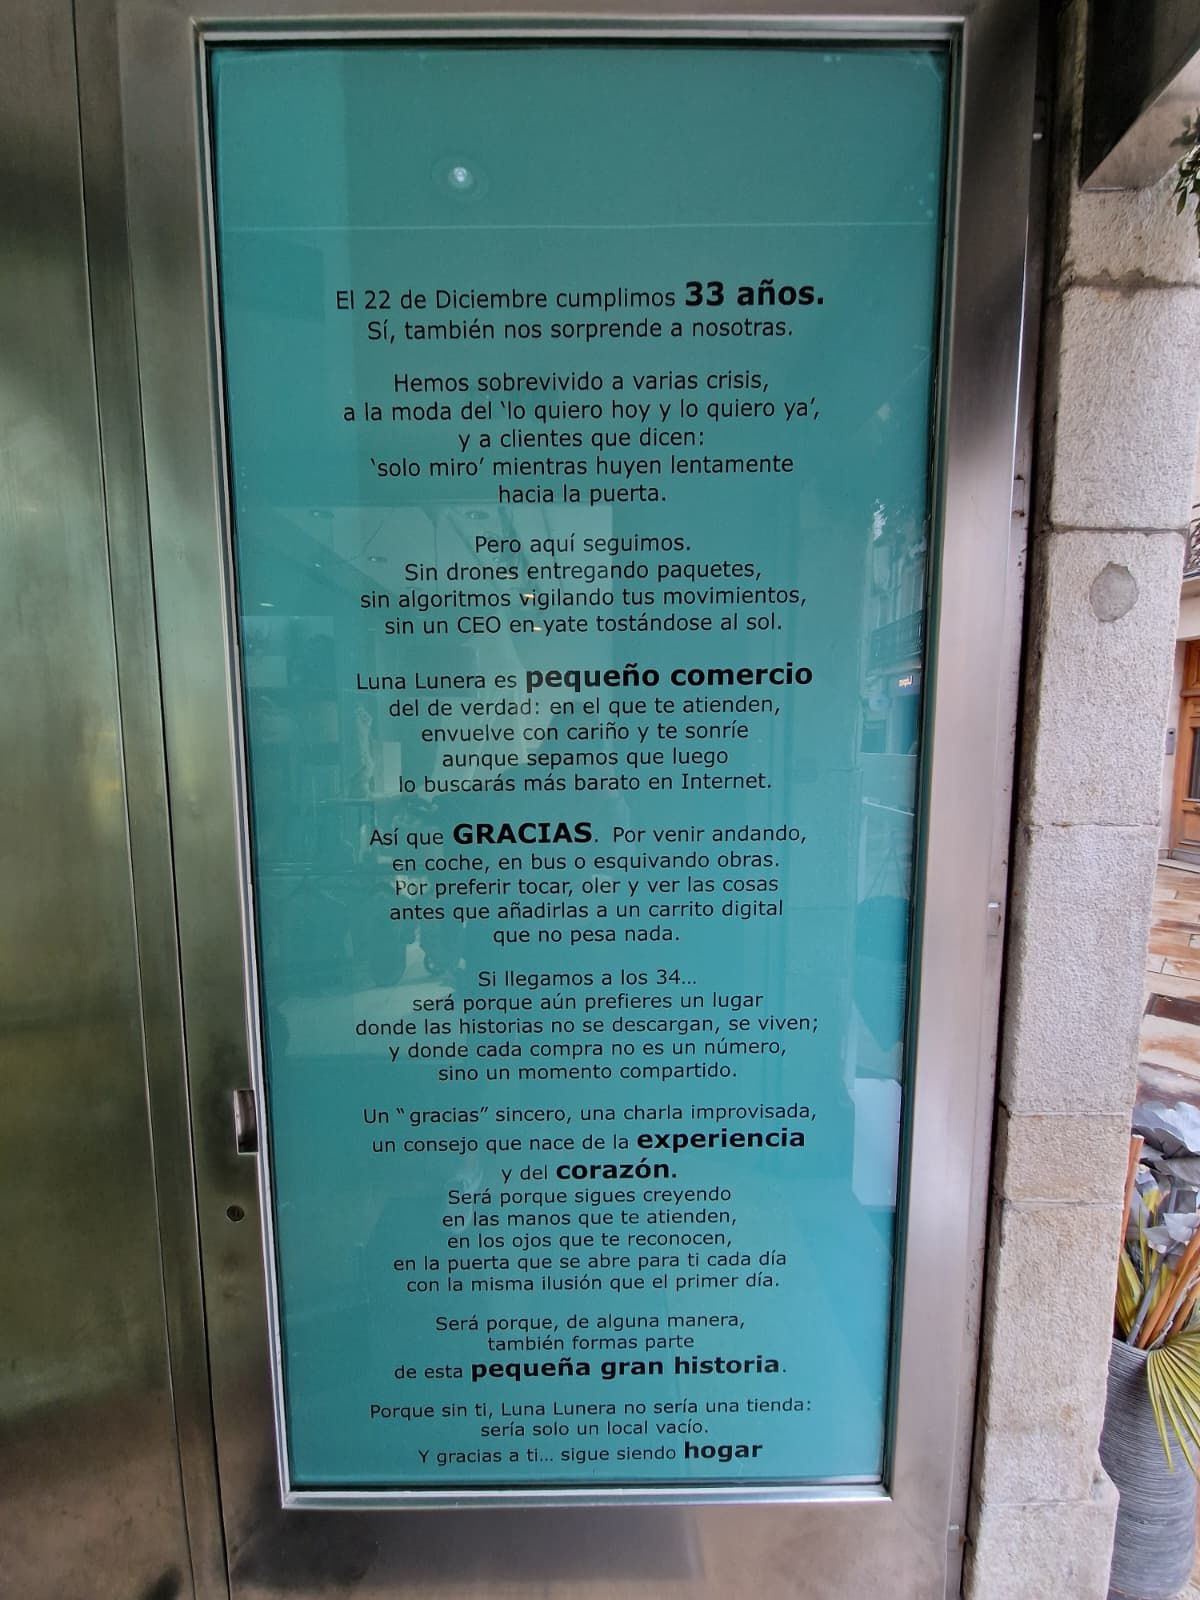 El 22 de Diciembre cumplimos 33 años.
Sí, también nos sorprende a nosotras.
Hemos sobrevivido a varias crisis,
a la moda del ‘lo quiero hoy y lo quiero ya’,
y a clientes que dicen:
‘solo miro’ mientras huyen lentamente
hacia la puerta.
Pero aquí seguimos.
Sin drones entregando paquetes,
sin algoritmos vigilando tus movimientos,
sin un CEO en yate tostándose al sol.
Luna Lunera es pequeño comercio
del de verdad: en el que te atienden,
envuelve con cariño y te sonríe
aunque sepamos que luego
lo buscarás más barato en Internet.
Así que GRACIAS. Por venir andando,
en coche, en bus o esquivando obras.
Por preferir tocar, oler y ver las cosas
antes que añadirlas a un carrito digital
que no pesa nada.
Si llegamos a los 34...
será porque aún prefieres un lugar
donde las historias no se descargan, se viven;
y donde cada compra no es un número,
sino un momento compartido.
Un “ gracias” sincero, una charla improvisada,
un consejo que nace de la experiencia
y del corazón.
Será porque sigues creyendo
en las manos que te atienden,
en los ojos que te reconocen,
en la puerta que se abre para ti cada día
con la misma ilusión que el primer día.
Será porque, de alguna manera,
también formas parte
de esta pequeña gran historia.
Porque sin ti, Luna Lunera no sería una tienda:
sería solo un local vacío.
Y gracias a ti... sigue siendo hogar